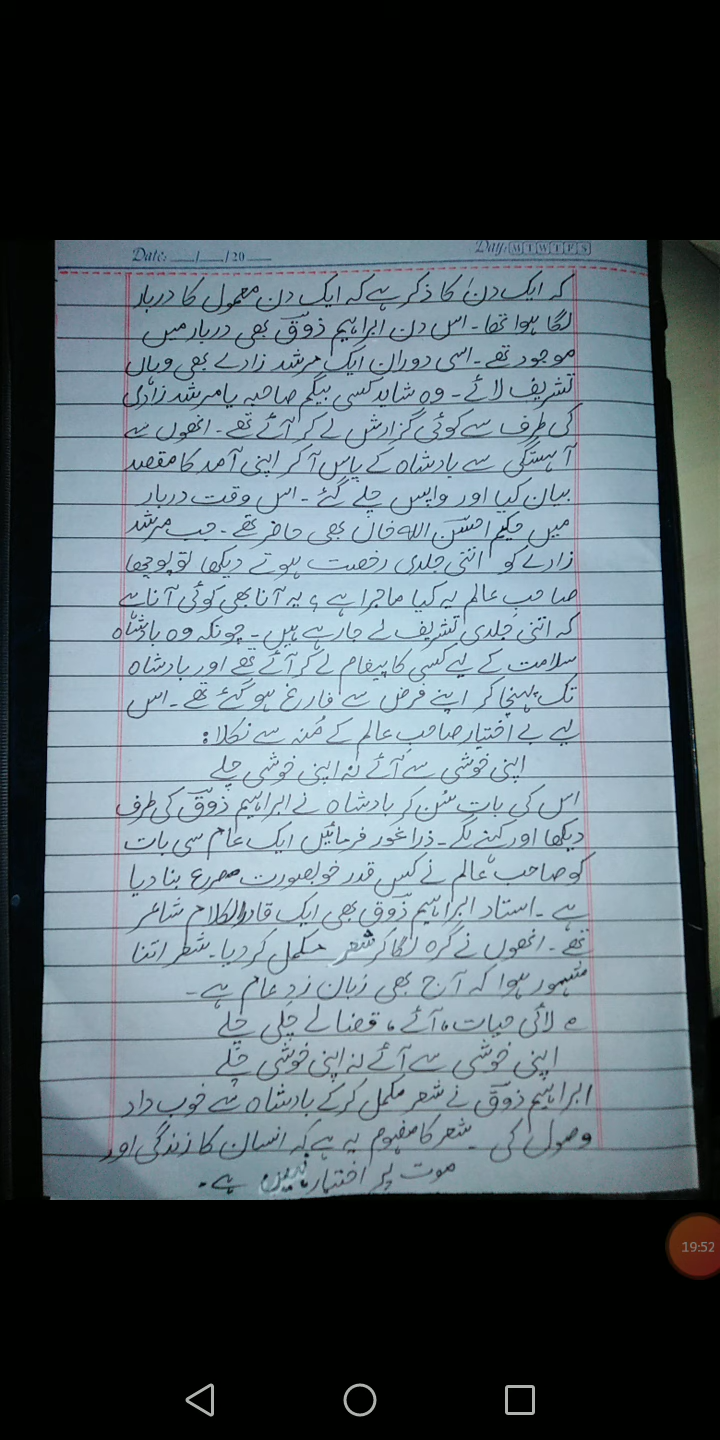 Date: ___/___/20___
Day: M T W T F S
کہ ایک دن کا ذکر ہے کہ ایک دن معمول کا دربار
لگا ہوا تھا۔ اس دن ابراہیم ذوقؔ بھی دربار میں
موجود تھے۔ اسی دوران ایک مرشد زادے بھی وہاں
تشریف لائے۔ وہ شاید کسی بیگم صاحبہ یا مرشد زادی
کی طرف سے کوئی گزارش لے کر آئے تھے۔ انھوں نے
آہستگی سے بادشاہ کے پاس آ کر اپنی آمد کا مقصد
بیان کیا اور واپس چلے گئے۔ اس وقت دربار
میں حکیم احسن اللہ خاں بھی حاضر تھے۔ جب مرشد
زادے کو اتنی جلدی رخصت ہوتے دیکھا تو پوچھا
صاحبِ عالم یہ کیا ماجرا ہے؟ یہ آنا بھی کوئی آنا ہے
کہ اتنی جلدی تشریف لے جا رہے ہیں۔ چونکہ وہ بادشاہ
سلامت کے لیے کسی کا پیغام لے کر آئے تھے اور بادشاہ
تک پہنچا کر اپنے فرض سے فارغ ہو گئے تھے۔ اس
لیے بے اختیار صاحبِ عالم کے مُنہ سے نکلا:
اپنی خوشی سے آئے نہ اپنی خوشی چلے
اس کی بات سُن کر بادشاہ نے ابراہیم ذوقؔ کی طرف
دیکھا اور کہنے لگے۔ ذرا غور فرمائیں ایک عام سی بات
کو صاحبِ عالم نے کس قدر خوبصورت مصرع بنا دیا
ہے۔ استاد ابراہیم ذوقؔ بھی ایک قادر الکلام شاعر
تھے۔ انھوں نے گرہ لگا کر شعر مکمل کر دیا۔ شعر اتنا
مشہور ہوا کہ آج بھی زبان زدِ عام ہے۔
ہ لائی حیات، آئے، قضا لے چلی چلے
اپنی خوشی سے آئے نہ اپنی خوشی چلے
ابراہیم ذوقؔ نے شعر مکمل کر کے بادشاہ سے خوب داد
وصول کی۔ شعر کا مفہوم یہ ہے کہ انسان کا زندگی اور
موت پر اختیار نہیں ہے۔
19:52